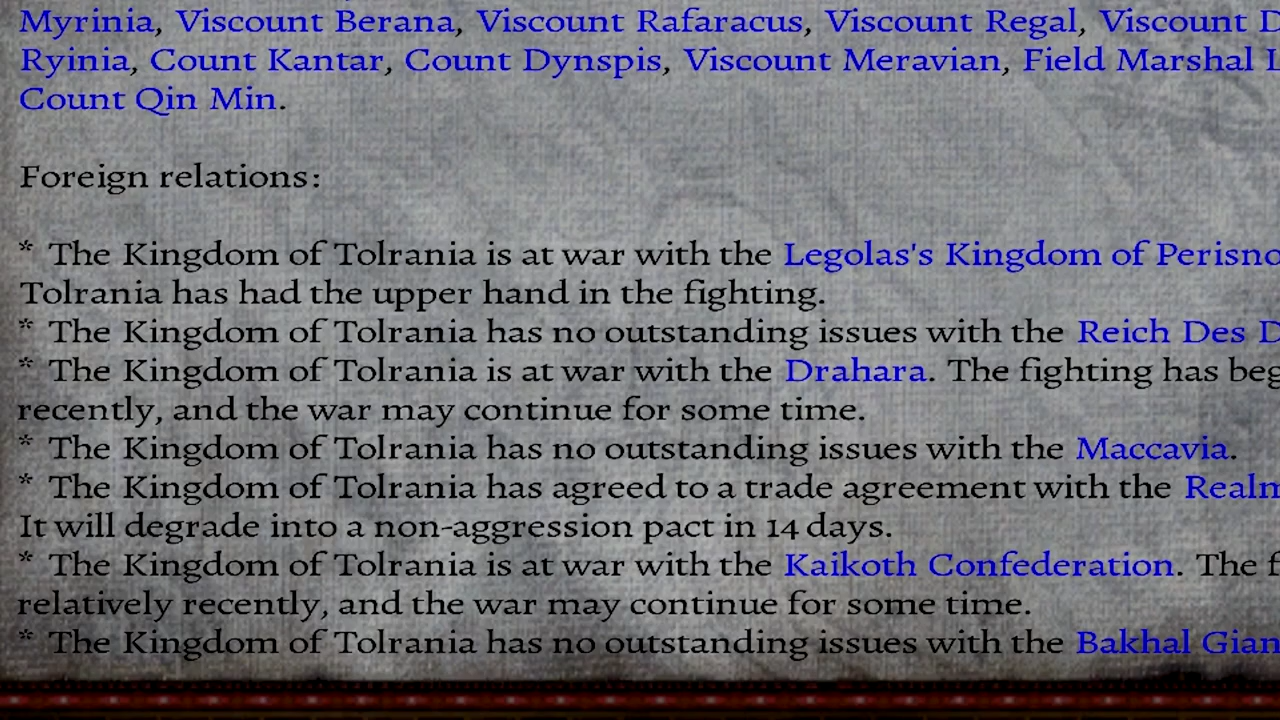 Myrinia, Viscount Berana, Viscount Rafaracus, Viscount Regal, Viscount
Ryinia, Count Kantar, Count Dynspis, Viscount Meravian, Field Marshal
Count Qin Min.
Foreign relations:
* The Kingdom of Tolrania is at war with the Legolas's Kingdom of Perisno
Tolrania has had the upper hand in the fighting.
* The Kingdom of Tolrania has no outstanding issues with the Reich Des
* The Kingdom of Tolrania is at war with the Drahara. The fighting has
recently, and the war may continue for some time.
* The Kingdom of Tolrania has no outstanding issues with the Maccavia.
* The Kingdom of Tolrania has agreed to a trade agreement with the Realm
It will degrade into a non-aggression pact in 14 days.
* The Kingdom of Tolrania is at war with the Kaikoth Confederation. The
relatively recently, and the war may continue for some time.
* The Kingdom of Tolrania has no outstanding issues with the Bakhal